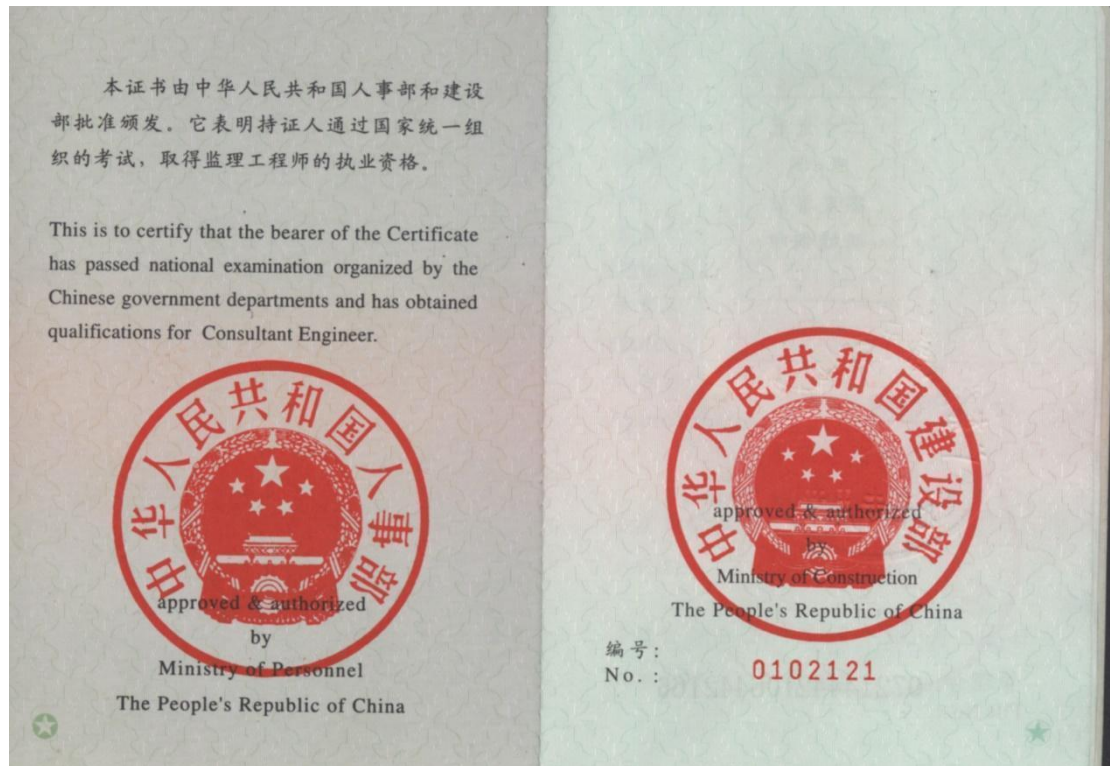 本证书由中华人民共和国人事部和建设
部批准颁发。它表明持证人通过国家统一组
织的考试，取得监理工程师的执业资格。
This is to certify that the bearer of the Certificate
has passed national examination organized by the
Chinese government departments and has obtained
qualifications for Consultant Engineer.
中华人民共和国人事部
approved & authorized
by
Ministry of Personnel
The People's Republic of China
中华人民共和国建设部
approved & authorized
by
Ministry of Construction
The People's Republic of China
编号：
No.： 0102121